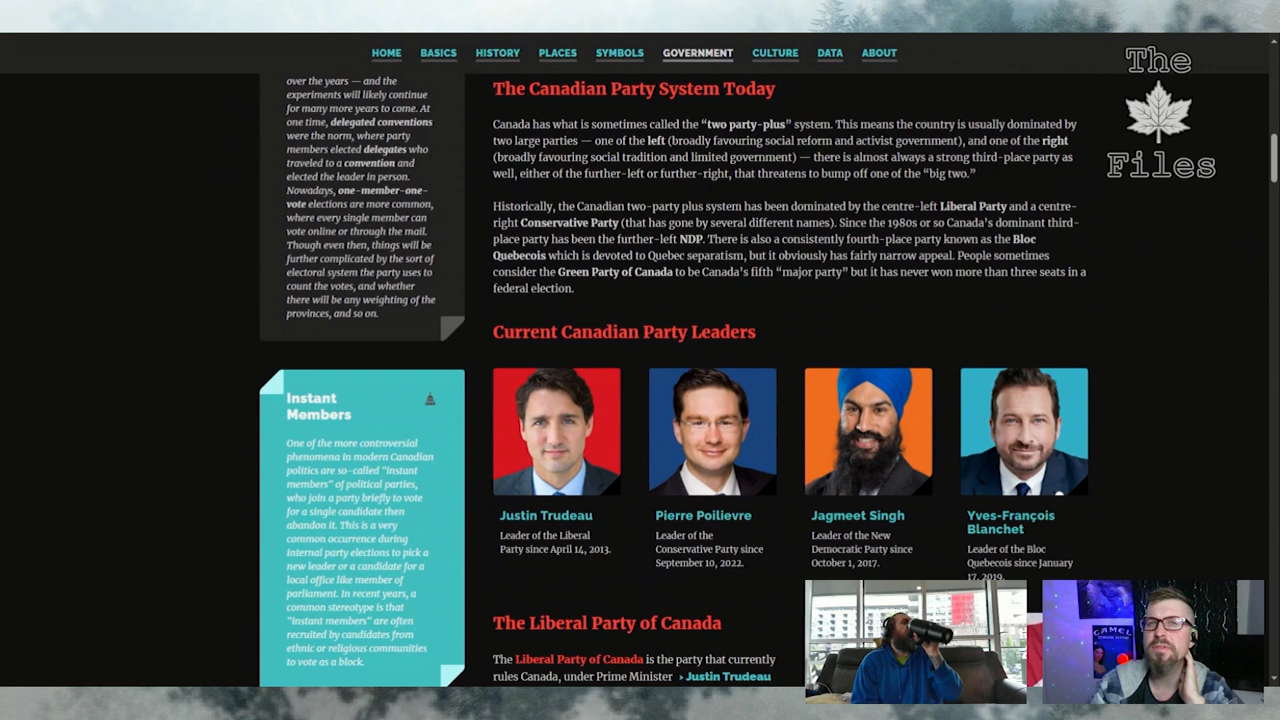 HOME BASICS HISTORY PLACES SYMBOLS GOVERNMENT CULTURE DATA ABOUT
The
Files
over the years — and the
experiments will likely continue
for many more years to come. At
one time, delegated conventions
were the norm, where party
members elected delegates who
traveled to a convention and
elected the leader in person.
Nowadays, one-member-one-
vote elections are more common,
where every single member can
vote online or through the mail.
Though even then, things will be
further complicated by the sort of
electoral system the party uses to
count the votes, and whether
there will be any weighting of the
provinces, and so on.
Instant
Members
One of the more controversial
phenomena in modern Canadian
politics are so-called "instant
members" of political parties,
who join a party briefly to vote
for a single candidate then
abandon it. This is a very
common occurrence during
internal party elections to pick a
new leader or a candidate for a
local office like member of
parliament. In recent years, a
common stereotype is that
"instant members" are often
recruited by candidates from
ethnic or religious communities
to vote as a block.
The Canadian Party System Today
Canada has what is sometimes called the “two party-plus” system. This means the country is usually dominated by
two large parties — one of the left (broadly favouring social reform and activist government), and one of the right
(broadly favouring social tradition and limited government) — there is almost always a strong third-place party as
well, either of the further-left or further-right, that threatens to bump off one of the “big two.”
Historically, the Canadian two-party plus system has been dominated by the centre-left Liberal Party and a centre-
right Conservative Party (that has gone by several different names). Since the 1980s or so Canada’s dominant third-
place party has been the further-left NDP. There is also a consistently fourth-place party known as the Bloc
Quebecois which is devoted to Quebec separatism, but it obviously has fairly narrow appeal. People sometimes
consider the Green Party of Canada to be Canada’s fifth “major party” but it has never won more than three seats in a
federal election.
Current Canadian Party Leaders
Justin Trudeau
Leader of the Liberal
Party since April 14, 2013.
Pierre Poilievre
Leader of the
Conservative Party since
September 10, 2022.
Jagmeet Singh
Leader of the New
Democratic Party since
October 1, 2017.
Yves-François
Blanchet
Leader of the Bloc
Quebecois since January
17, 2019.
The Liberal Party of Canada
The Liberal Party of Canada is the party that currently
rules Canada, under Prime Minister › Justin Trudeau
CAMEL